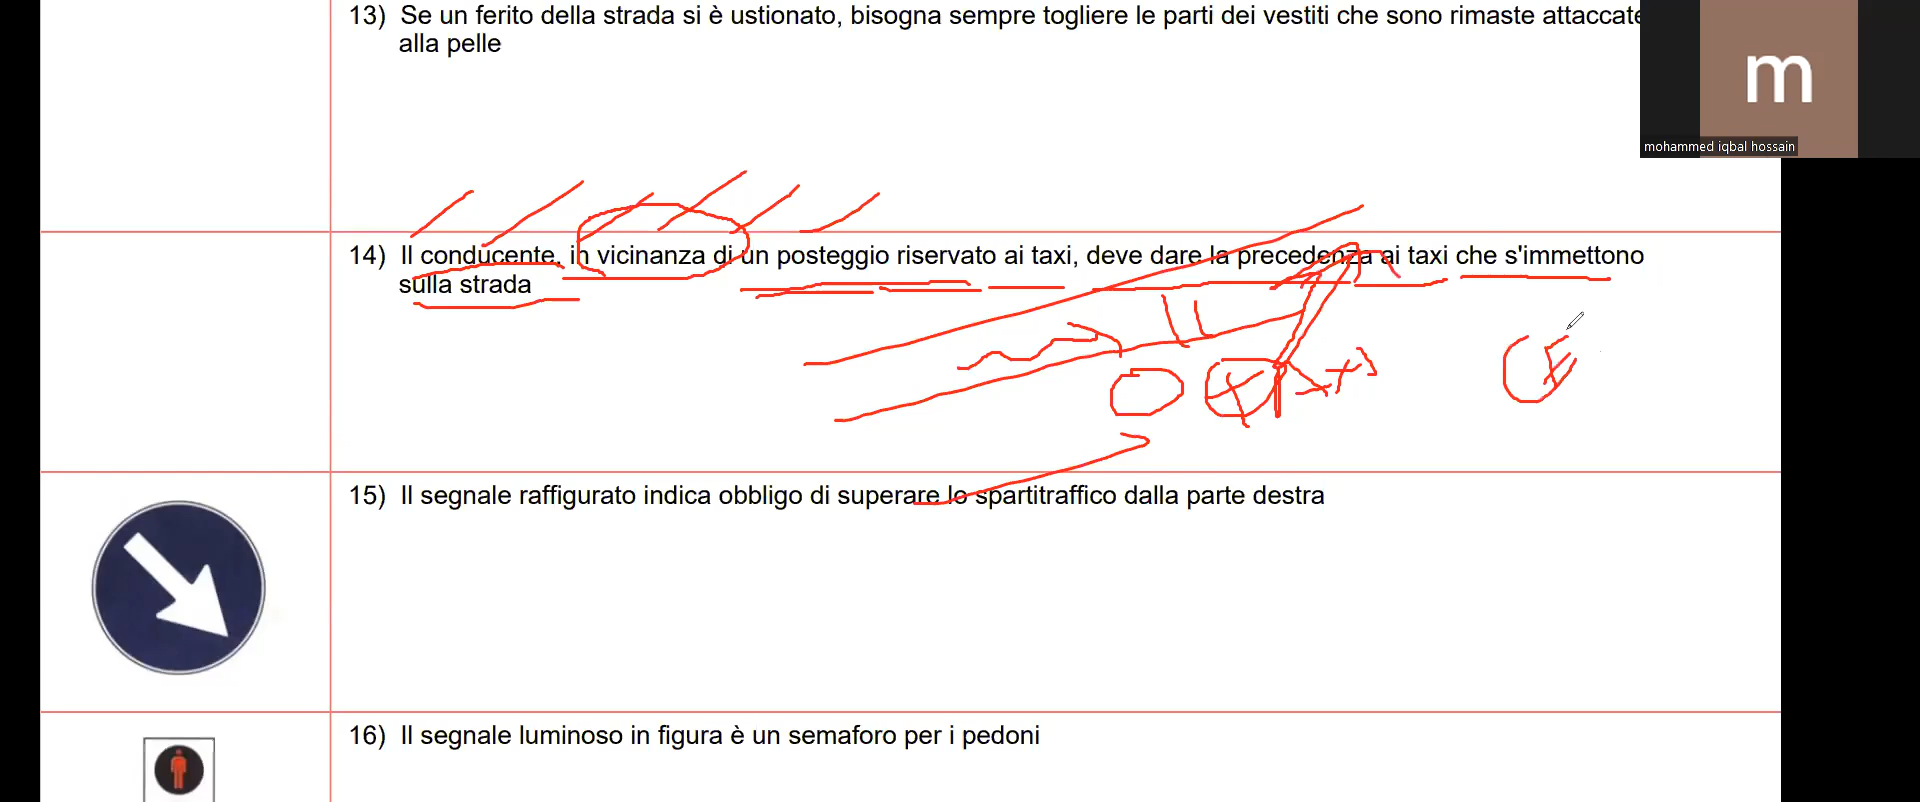 13) Se un ferito della strada si è ustionato, bisogna sempre togliere le parti dei vestiti che sono rimaste attaccate
alla pelle
m
mohammed iqbal hossain
14) Il conducente, in vicinanza di un posteggio riservato ai taxi, deve dare la precedenza ai taxi che s'immettono
sulla strada
15) Il segnale raffigurato indica obbligo di superare lo spartitraffico dalla parte destra
16) Il segnale luminoso in figura è un semaforo per i pedoni